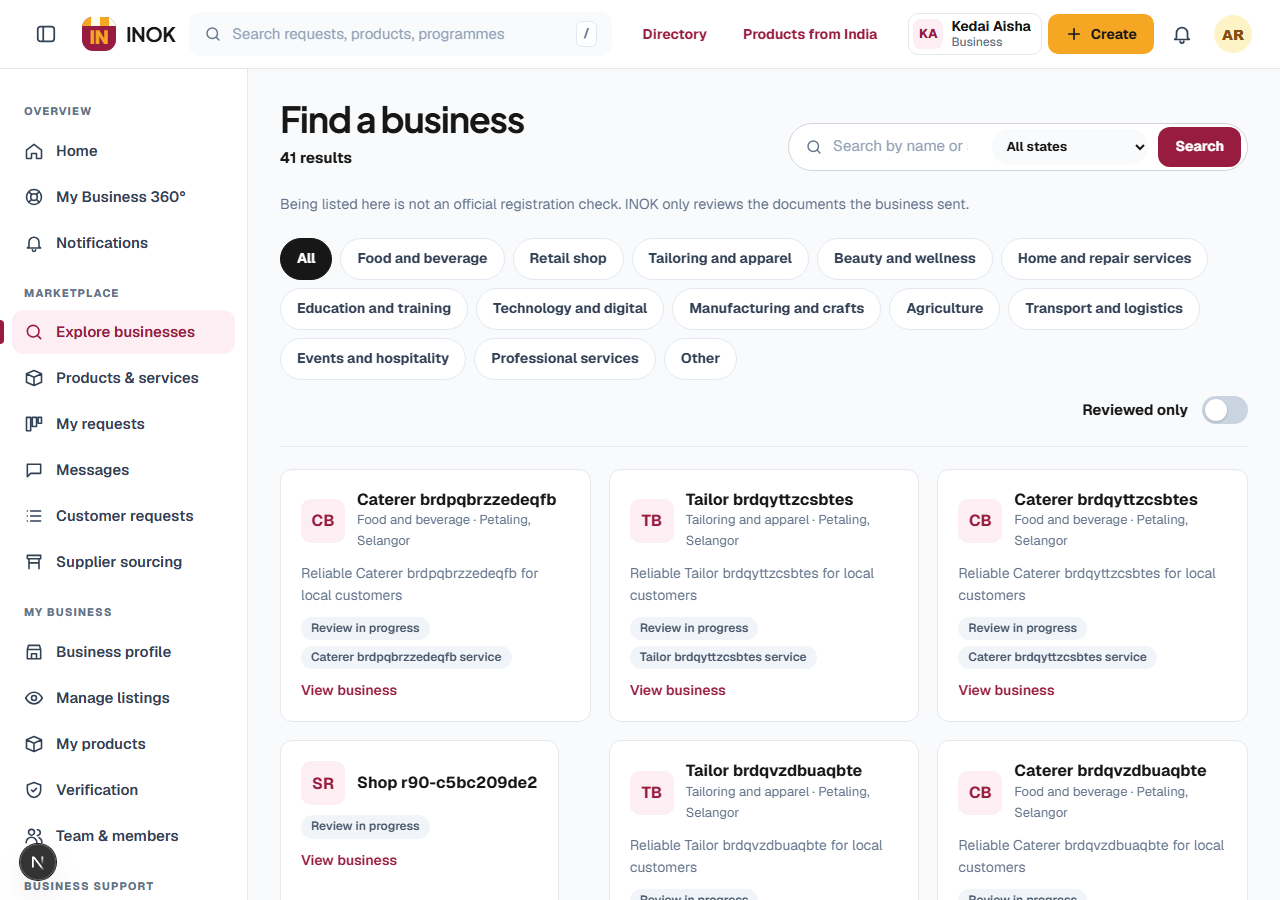 IN INOK
Search requests, products, programmes /
Directory
Products from India
KA Kedai Aisha
Business
+ Create
AR
OVERVIEW
Home
My Business 360°
Notifications
MARKETPLACE
Explore businesses
Products & services
My requests
Messages
Customer requests
Supplier sourcing
MY BUSINESS
Business profile
Manage listings
My products
Verification
Team & members
N
BUSINESS SUPPORT
Find a business
41 results
Search by name or
All states
Search
Being listed here is not an official registration check. INOK only reviews the documents the business sent.
All Food and beverage Retail shop Tailoring and apparel Beauty and wellness Home and repair services
Education and training Technology and digital Manufacturing and crafts Agriculture Transport and logistics
Events and hospitality Professional services Other
Reviewed only
CB Caterer brdpqbrzzedeqfb
Food and beverage · Petaling,
Selangor
Reliable Caterer brdpqbrzzedeqfb for
local customers
Review in progress
Caterer brdpqbrzzedeqfb service
View business
TB Tailor brdqyttzcsbtes
Tailoring and apparel · Petaling,
Selangor
Reliable Tailor brdqyttzcsbtes for local
customers
Review in progress
Tailor brdqyttzcsbtes service
View business
CB Caterer brdqyttzcsbtes
Food and beverage · Petaling,
Selangor
Reliable Caterer brdqyttzcsbtes for local
customers
Review in progress
Caterer brdqyttzcsbtes service
View business
SR Shop r90-c5bc209de2
Review in progress
View business
TB Tailor brdqvzdbuaqbte
Tailoring and apparel · Petaling,
Selangor
Reliable Tailor brdqvzdbuaqbte for local
customers
Review in progress
CB Caterer brdqvzdbuaqbte
Food and beverage · Petaling,
Selangor
Reliable Caterer brdqvzdbuaqbte for local
customers
Review in progress